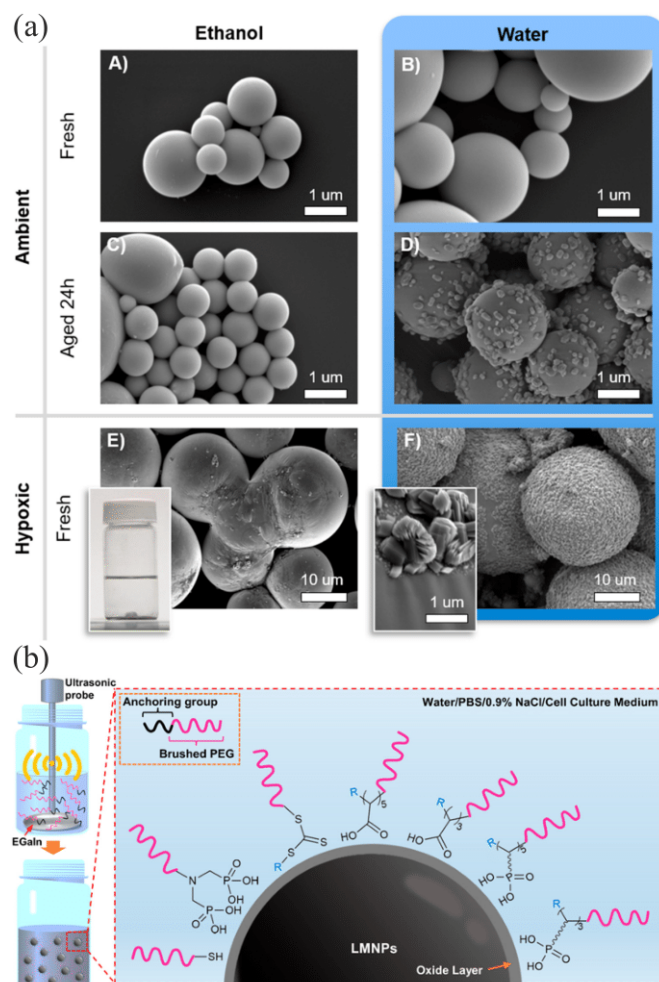 (a)
Ethanol
Water
Ambient
Fresh
A)
1 um
B)
1 um
Aged 24h
C)
1 um
D)
1 um
Hypoxic
Fresh
E)
10 um
F)
1 um
10 um
(b)
Ultrasonic
probe
EGaIn
Anchoring group
Brushed PEG
Water/PBS/0.9% NaCl/Cell Culture Medium
R
5
HO
O
R
3
HO
O
S
S
S
R
R
5
P
O
HO
OH
O
P
OH
OH
N
P
O
OH
OH
R
3
P
O
HO
OH
SH
LMNPs
Oxide Layer